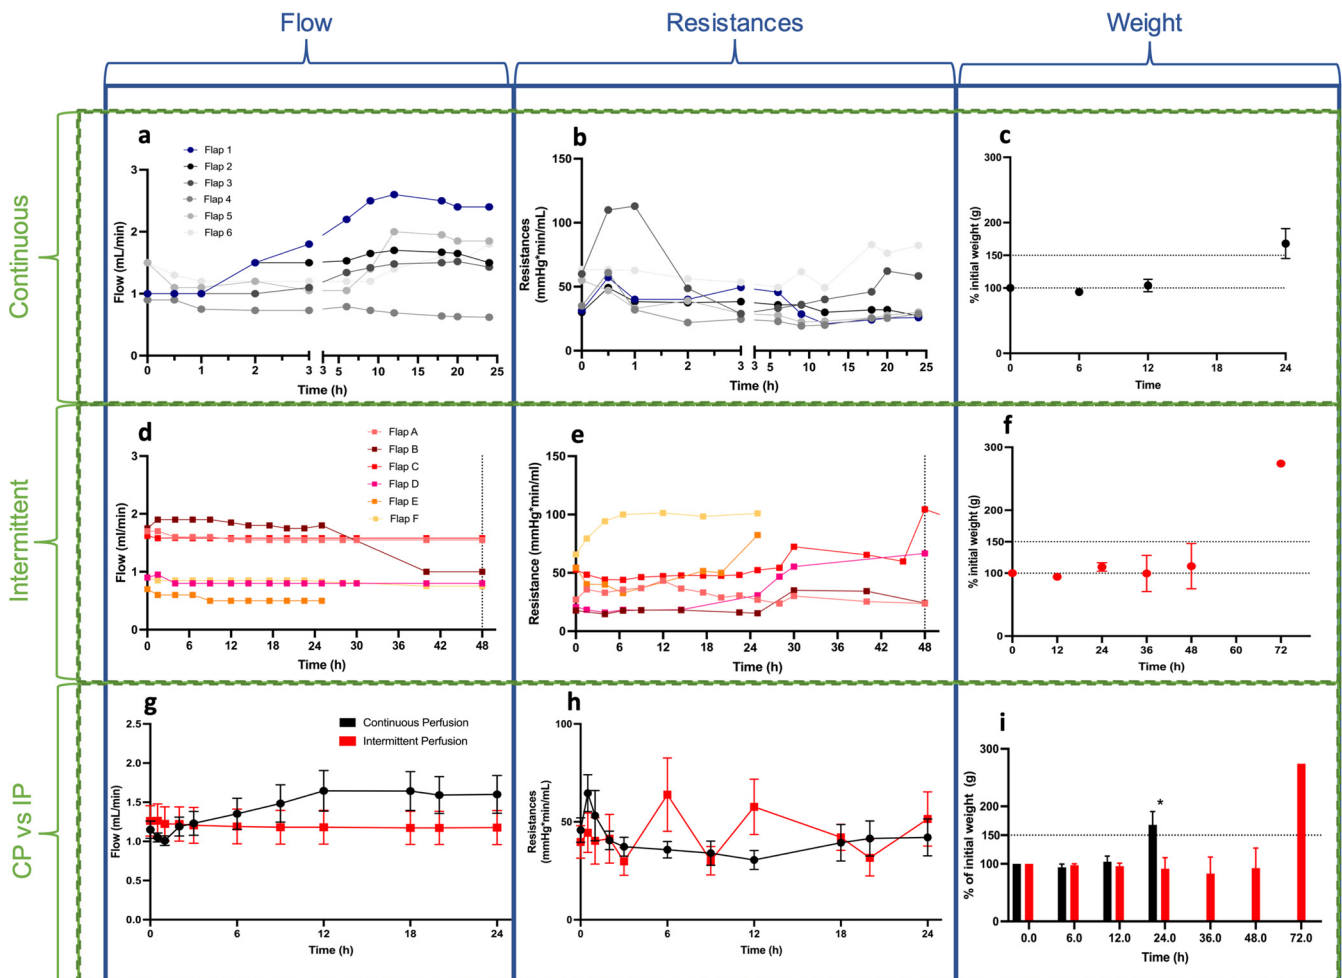 Flow
Resistances
Weight
Continuous
Intermittent
CP vs IP
a
Flap 1
Flap 2
Flap 3
Flap 4
Flap 5
Flap 6
Flow (mL/min)
3
2
1
0
0 1 2 3 3 5 10 15 20 25
Time (h)
b
Resistances
(mmHg*min/mL)
150
100
50
0
0 1 2 3 3 5 10 15 20 25
Time (h)
c
% initial weight (g)
300
150
100
0
0 6 12 18 24
Time
d
Flap A
Flap B
Flap C
Flap D
Flap E
Flap F
Flow (ml/min)
3
2
1
0
0 6 12 18 24 30 36 42 48
Time (h)
e
Resistance (mmHg*min/ml)
150
100
50
0
0 6 12 18 24 30 36 42 48
Time (h)
f
% initial weight (g)
300
150
100
0
0 12 24 36 48 60 72
Time (h)
g
Continuous Perfusion
Intermittent Perfusion
Flow (mL/min)
2.5
2.0
1.5
1.0
0.5
0.0
0 6 12 18 24
Time (h)
h
Resistances
(mmHg*min/mL)
100
50
0
0 6 12 18 24
Time (h)
i
% of initial weight (g)
300
150
100
0
*
0.0 6.0 12.0 24.0 36.0 48.0 72.0
Time (h)